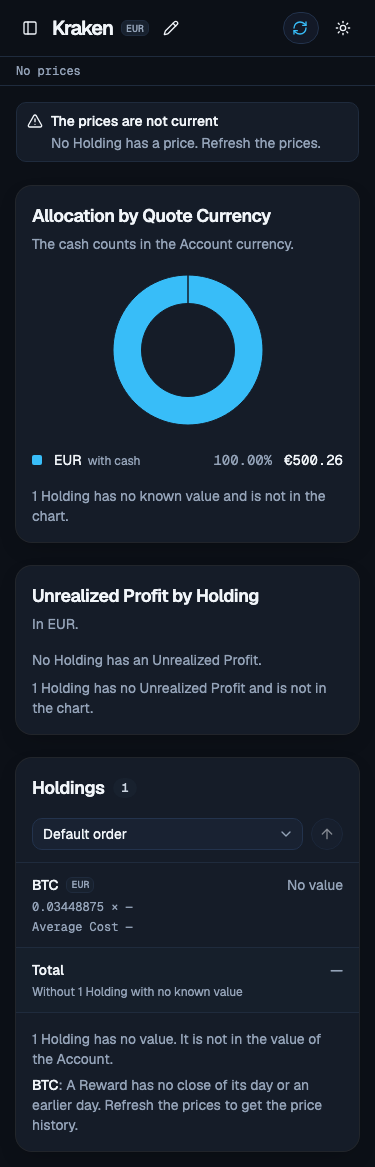 Kraken EUR
No prices
The prices are not current
No Holding has a price. Refresh the prices.
Allocation by Quote Currency
The cash counts in the Account currency.
EUR with cash 100.00% €500.26
1 Holding has no known value and is not in the
chart.
Unrealized Profit by Holding
In EUR.
No Holding has an Unrealized Profit.
1 Holding has no Unrealized Profit and is not in
the chart.
Holdings 1
Default order
BTC EUR No value
0.03448875 × —
Average Cost —
Total —
Without 1 Holding with no known value
1 Holding has no value. It is not in the value of
the Account.
BTC: A Reward has no close of its day or an
earlier day. Refresh the prices to get the price
history.